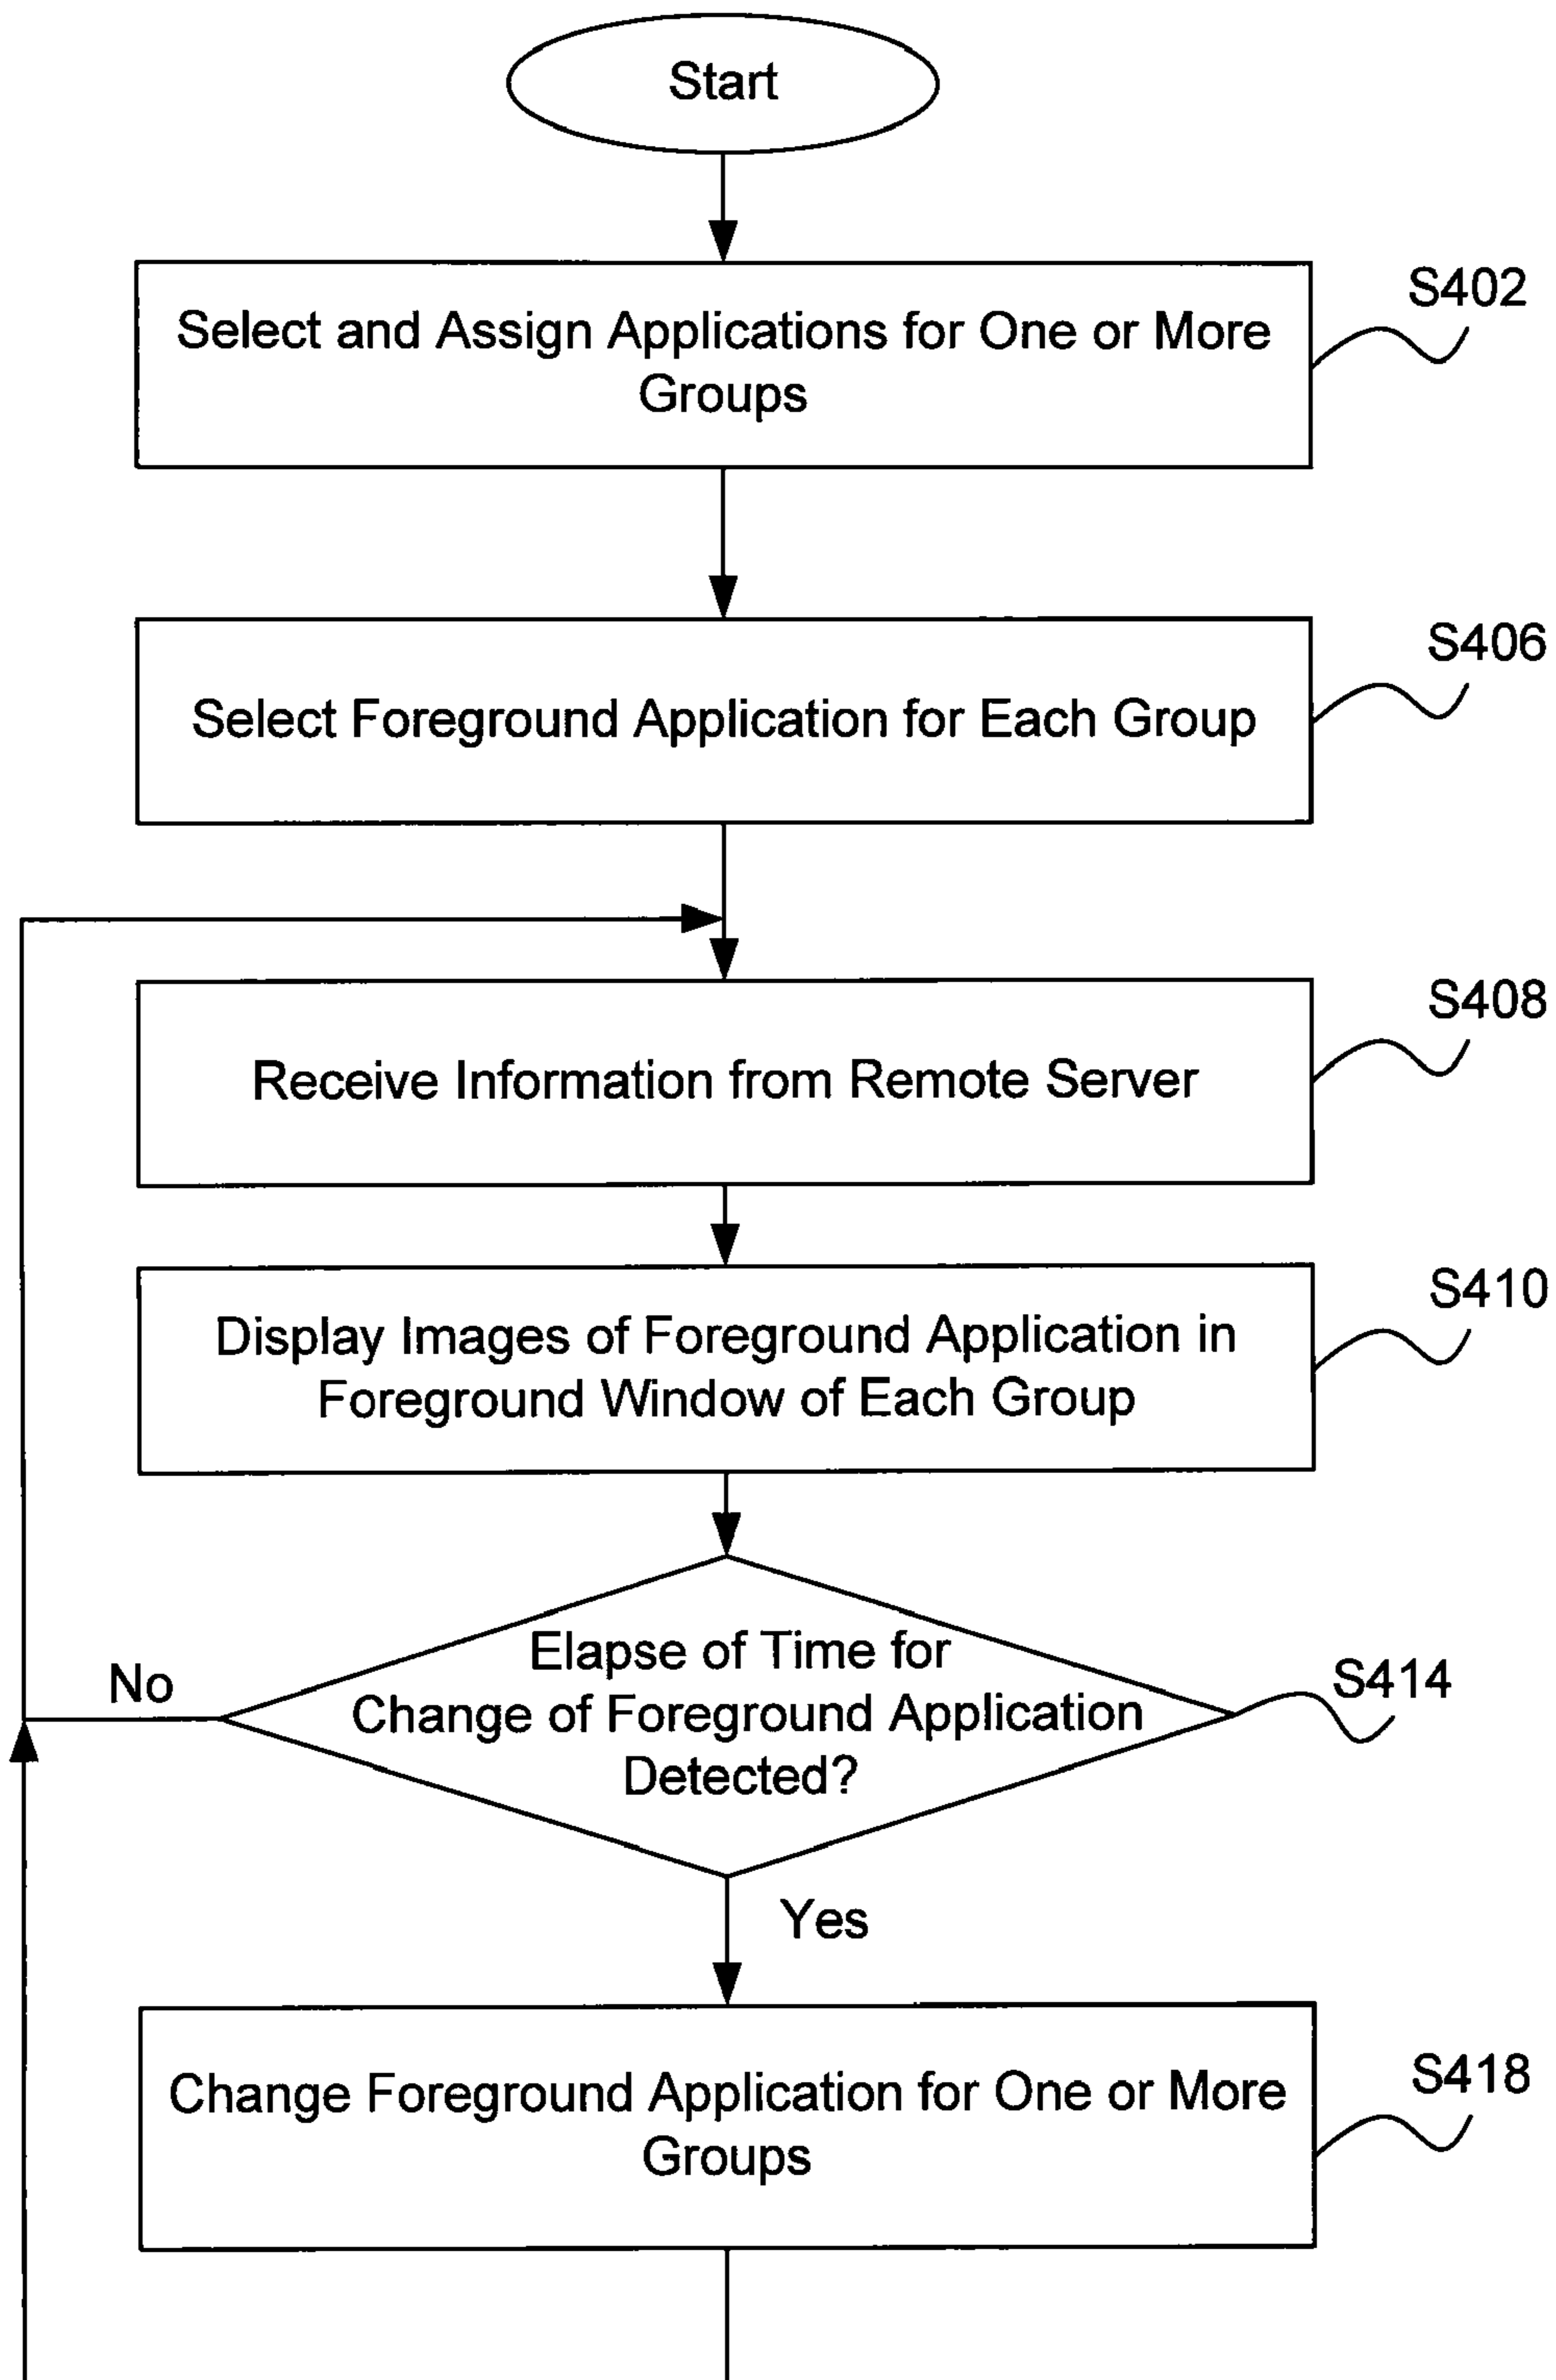 Start
Select and Assign Applications for One or More
Groups
S402
Select Foreground Application for Each Group
S406
Receive Information from Remote Server
S408
Display Images of Foreground Application in
Foreground Window of Each Group
S410
Elapse of Time for
Change of Foreground Application
Detected?
S414
No
Yes
Change Foreground Application for One or More
Groups
S418